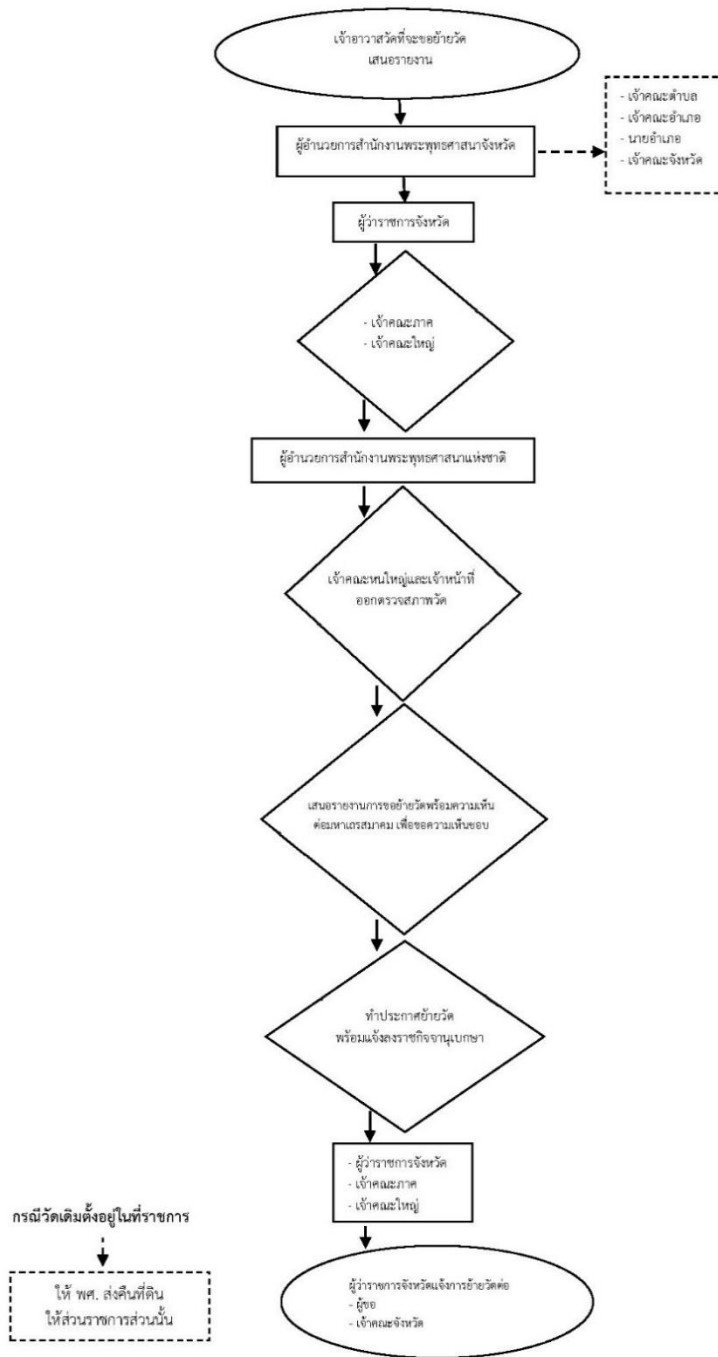 เจ้าอาวาสวัดที่จะขอย้ายวัด
เสนอรายงาน
- เจ้าคณะตำบล
- เจ้าคณะอำเภอ
- นายอำเภอ
- เจ้าคณะจังหวัด
ผู้อำนวยการสำนักงานพระพุทธศาสนาจังหวัด
ผู้ว่าราชการจังหวัด
- เจ้าคณะภาค
- เจ้าคณะใหญ่
ผู้อำนวยการสำนักงานพระพุทธศาสนาแห่งชาติ
เจ้าคณะหนใหญ่และเจ้าหน้าที่
ออกตรวจสภาพวัด
เสนอรายงานการขอย้ายวัดพร้อมความเห็น
ต่อมหาเถรสมาคม เพื่อขอความเห็นชอบ
ทำประกาศย้ายวัด
พร้อมแจ้งลงราชกิจจานุเบกษา
- ผู้ว่าราชการจังหวัด
- เจ้าคณะภาค
- เจ้าคณะใหญ่
กรณีวัดเดิมตั้งอยู่ในที่ราชการ
ให้ พศ. ส่งคืนที่ดิน
ให้ส่วนราชการส่วนนั้น
ผู้ว่าราชการจังหวัดแจ้งการย้ายวัดต่อ
- ผู้ขอ
- เจ้าคณะจังหวัด